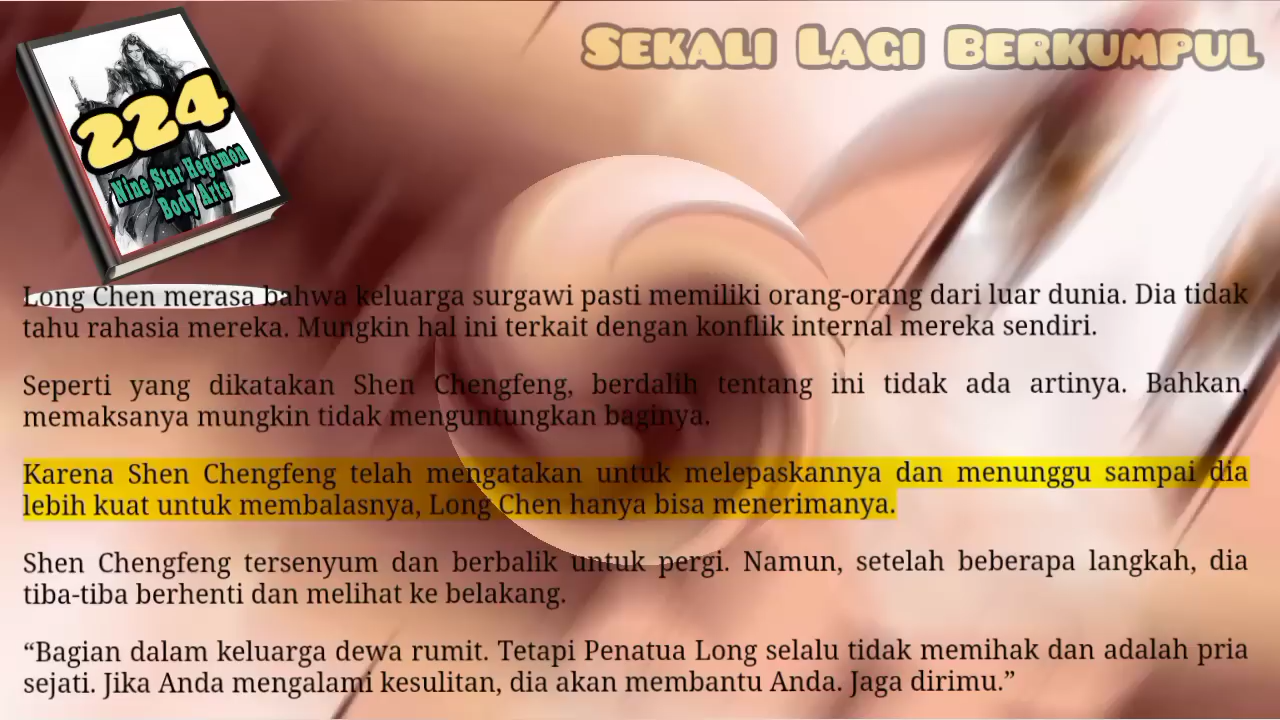 Sekali Lagi Berkumpul
224
Nine Star Hegemon
Body Arts
Long Chen merasa bahwa keluarga surgawi pasti memiliki orang-orang dari luar dunia. Dia tidak
tahu rahasia mereka. Mungkin hal ini terkait dengan konflik internal mereka sendiri.
Seperti yang dikatakan Shen Chengfeng, berdalih tentang ini tidak ada artinya. Bahkan,
memaksanya mungkin tidak menguntungkan baginya.
Karena Shen Chengfeng telah mengatakan untuk melepaskannya dan menunggu sampai dia
lebih kuat untuk membalasnya, Long Chen hanya bisa menerimanya.
Shen Chengfeng tersenyum dan berbalik untuk pergi. Namun, setelah beberapa langkah, dia
tiba-tiba berhenti dan melihat ke belakang.
“Bagian dalam keluarga dewa rumit. Tetapi Penatua Long selalu tidak memihak dan adalah pria
sejati. Jika Anda mengalami kesulitan, dia akan membantu Anda. Jaga dirimu.”